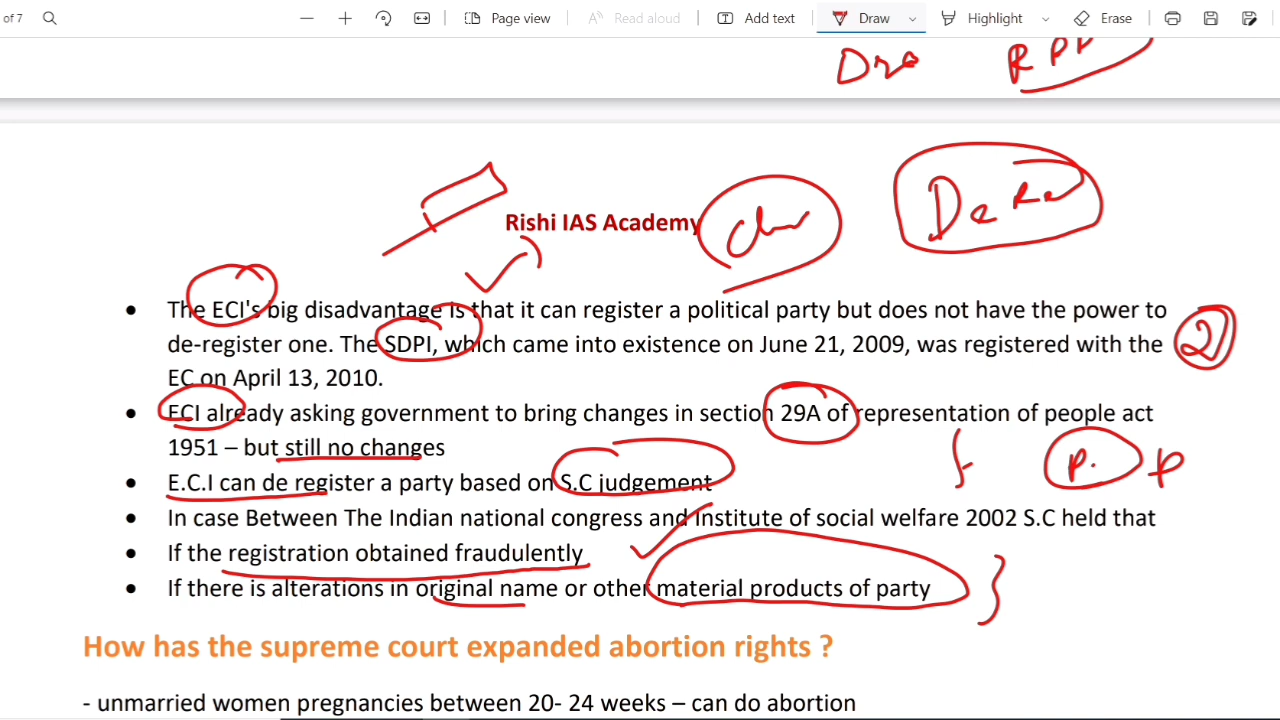 of 7 Page view Read aloud Add text Draw Highlight Erase
Rishi IAS Academy
• The ECI's big disadvantage is that it can register a political party but does not have the power to
de-register one. The SDPI, which came into existence on June 21, 2009, was registered with the 2
EC on April 13, 2010.
• ECI already asking government to bring changes in section 29A of representation of people act
1951 – but still no changes
P. P
• E.C.I can de register a party based on S.C judgement
• In case Between The Indian national congress and Institute of social welfare 2002 S.C held that
• If the registration obtained fraudulently
• If there is alterations in original name or other material products of party
How has the supreme court expanded abortion rights ?
- unmarried women pregnancies between 20- 24 weeks – can do abortion